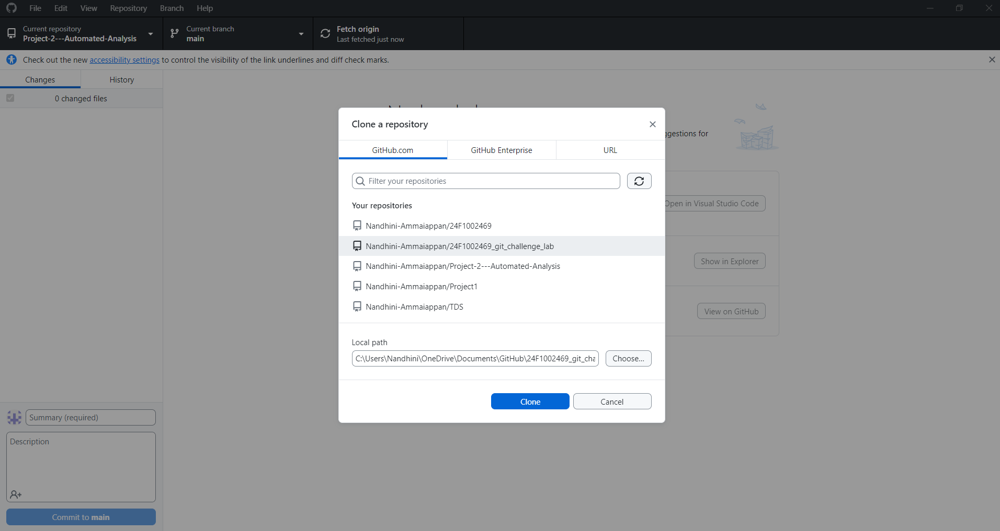 File Edit View Repository Branch Help
Current repository
Project-2---Automated-Analysis
Current branch
main
Fetch origin
Last fetched just now
Check out the new accessibility settings to control the visibility of the link underlines and diff check marks.
Changes History
0 changed files
Clone a repository
GitHub.com GitHub Enterprise URL
Filter your repositories
Your repositories
Nandhini-Ammaiappan/24F1002469
Nandhini-Ammaiappan/24F1002469_git_challenge_lab
Nandhini-Ammaiappan/Project-2---Automated-Analysis
Nandhini-Ammaiappan/Project1
Nandhini-Ammaiappan/TDS
Local path
C:\Users\Nandhini\OneDrive\Documents\GitHub\24F1002469_git_cha
Choose...
Clone Cancel
ggestions for
Open in Visual Studio Code
Show in Explorer
View on GitHub
Summary (required)
Description
Commit to main